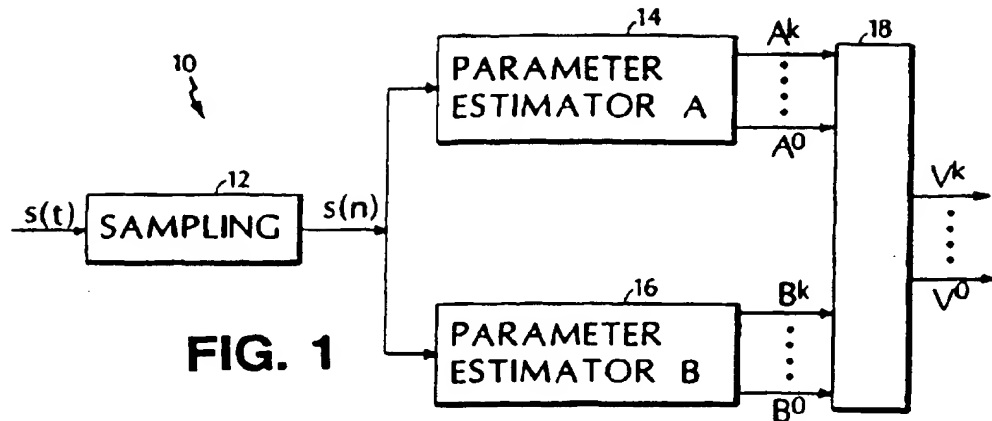 10
s(t)
12
SAMPLING
s(n)
14
PARAMETER
ESTIMATOR A
A^k
A^0
16
PARAMETER
ESTIMATOR B
B^k
B^0
18
V^k
V^0
FIG. 1